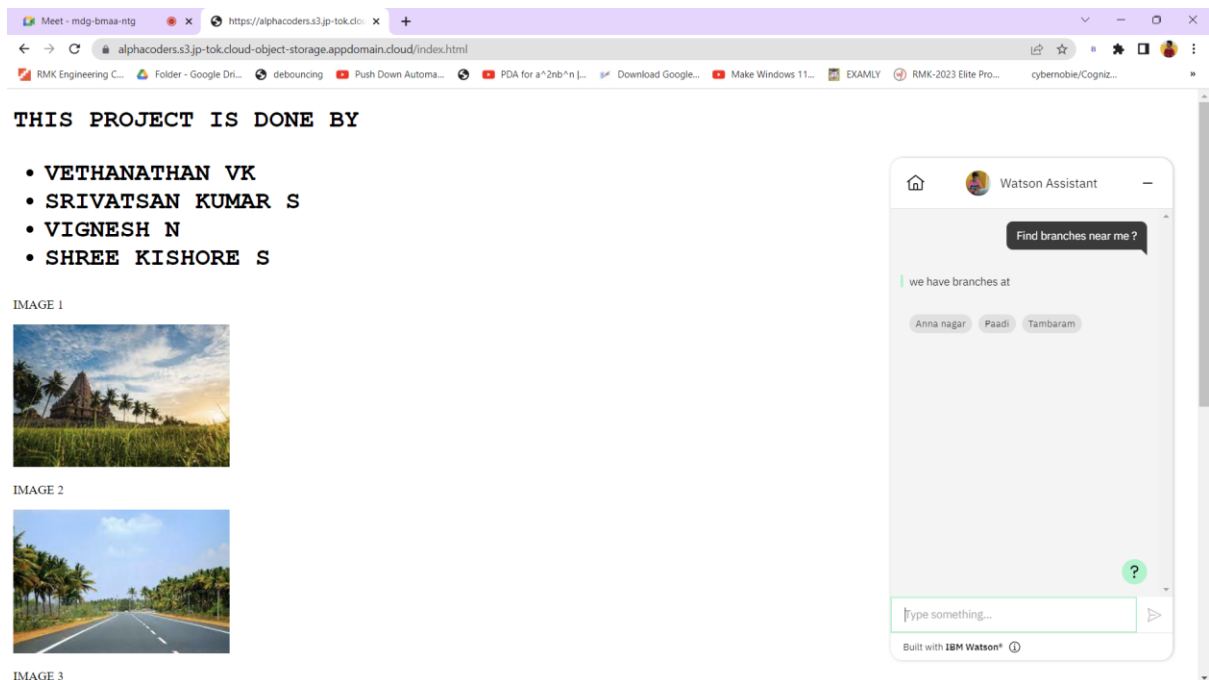 Meet - mdg-bmaa-ntg
https://alphacoders.s3.jp-tok.clo
alphacoders.s3.jp-tok.cloud-object-storage.appdomain.cloud/index.html
RMK Engineering C... Folder - Google Dri... debouncing Push Down Automa... PDA for a^2nb^n |... Download Google... Make Windows 11... EXAMLY RMK-2023 Elite Pro... cybernobie/Cogniz... »
THIS PROJECT IS DONE BY
• VETHANATHAN VK
• SRIVATSAN KUMAR S
• VIGNESH N
• SHREE KISHORE S
IMAGE 1
IMAGE 2
IMAGE 3
Watson Assistant
Find branches near me ?
we have branches at
Anna nagar Paadi Tambaram
?
Type something...
Built with IBM Watson®